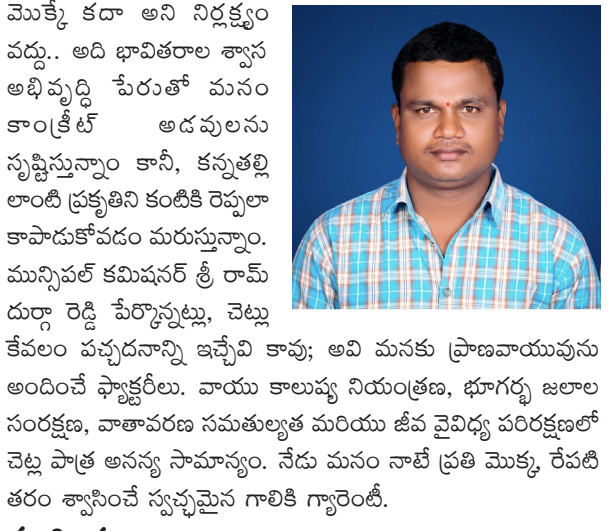 మొక్కే కదా అని నిర్లక్ష్యం
వద్దు.. అది భావితరాల శ్వాస
అభివృద్ధి పేరుతో మనం
కాంక్రీట్ అడవులను
సృష్టిస్తున్నాం కానీ, కన్నతల్లి
లాంటి ప్రకృతిని కంటికి రెప్పలా
కాపాడుకోవడం మరుస్తున్నాం.
మున్సిపల్ కమిషనర్ శ్రీ రామ్
దుర్గా రెడ్డి పేర్కొన్నట్లు, చెట్లు
కేవలం పచ్చదనాన్ని ఇచ్చేవి కావు; అవి మనకు ప్రాణవాయువును
అందించే ఫ్యాక్టరీలు. వాయు కాలుష్య నియంత్రణ, భూగర్భ జలాల
సంరక్షణ, వాతావరణ సమతుల్యత మరియు జీవ వైవిధ్య పరిరక్షణలో
చెట్ల పాత్ర అనన్య సామాన్యం. నేడు మనం నాటే ప్రతి మొక్క, రేపటి
తరం శ్వాసించే స్వచ్ఛమైన గాలికి గ్యారెంటీ.